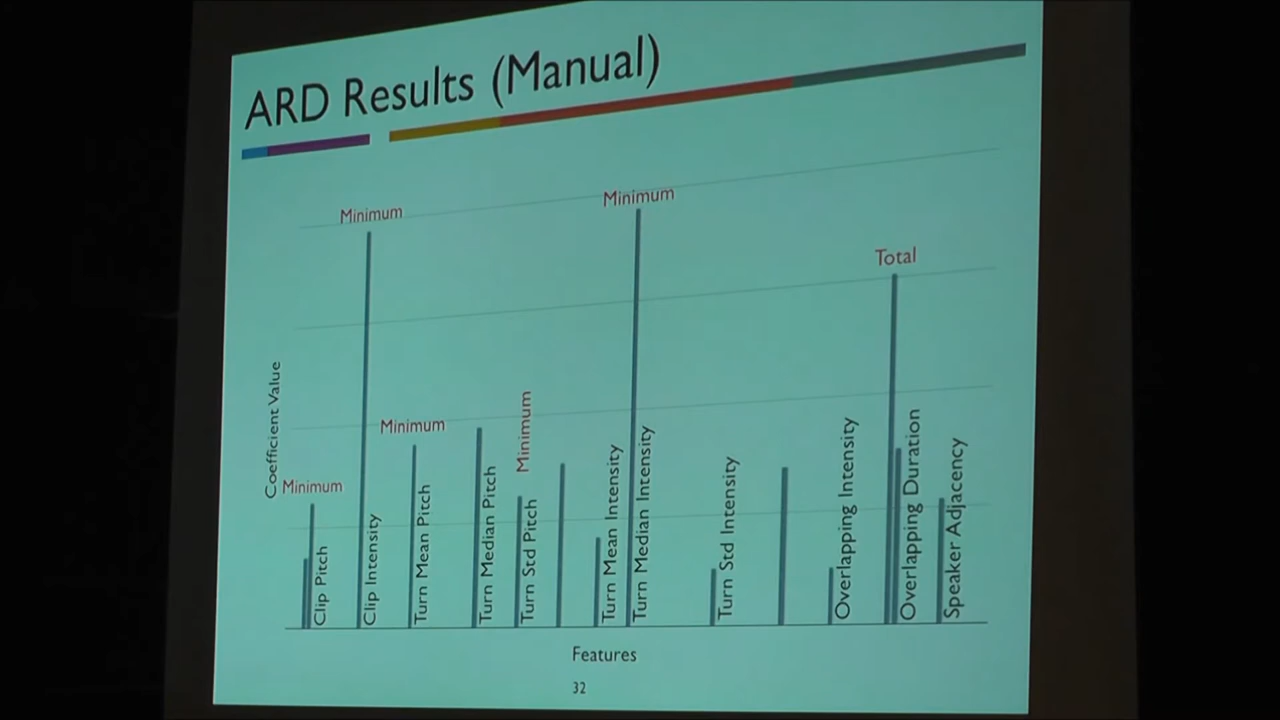 ARD Results (Manual)
Minimum
Minimum
Total
Minimum
Minimum
Minimum
Coefficient Value
Clip Pitch
Clip Intensity
Turn Mean Pitch
Turn Median Pitch
Turn Std Pitch
Turn Mean Intensity
Turn Median Intensity
Turn Std Intensity
Overlapping Intensity
Overlapping Duration
Speaker Adjacency
Features
32